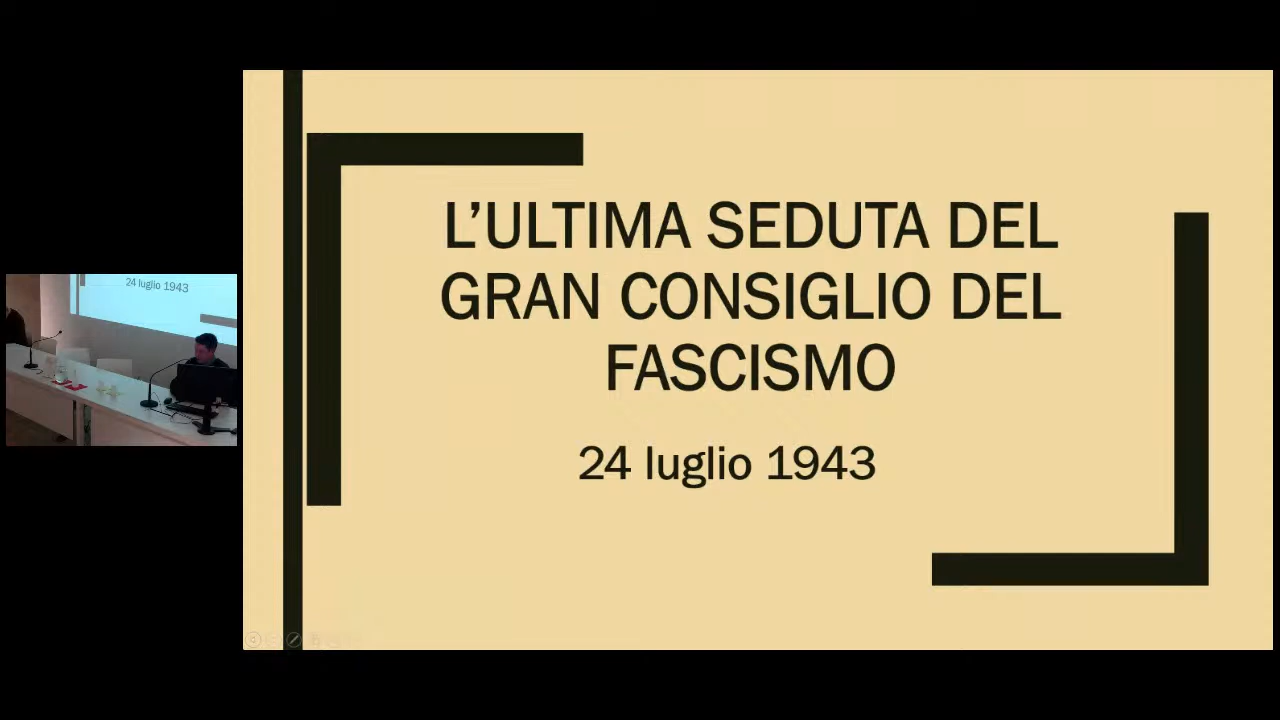 L'ULTIMA SEDUTA DEL
GRAN CONSIGLIO DEL
FASCISMO
24 luglio 1943
24 luglio 1943